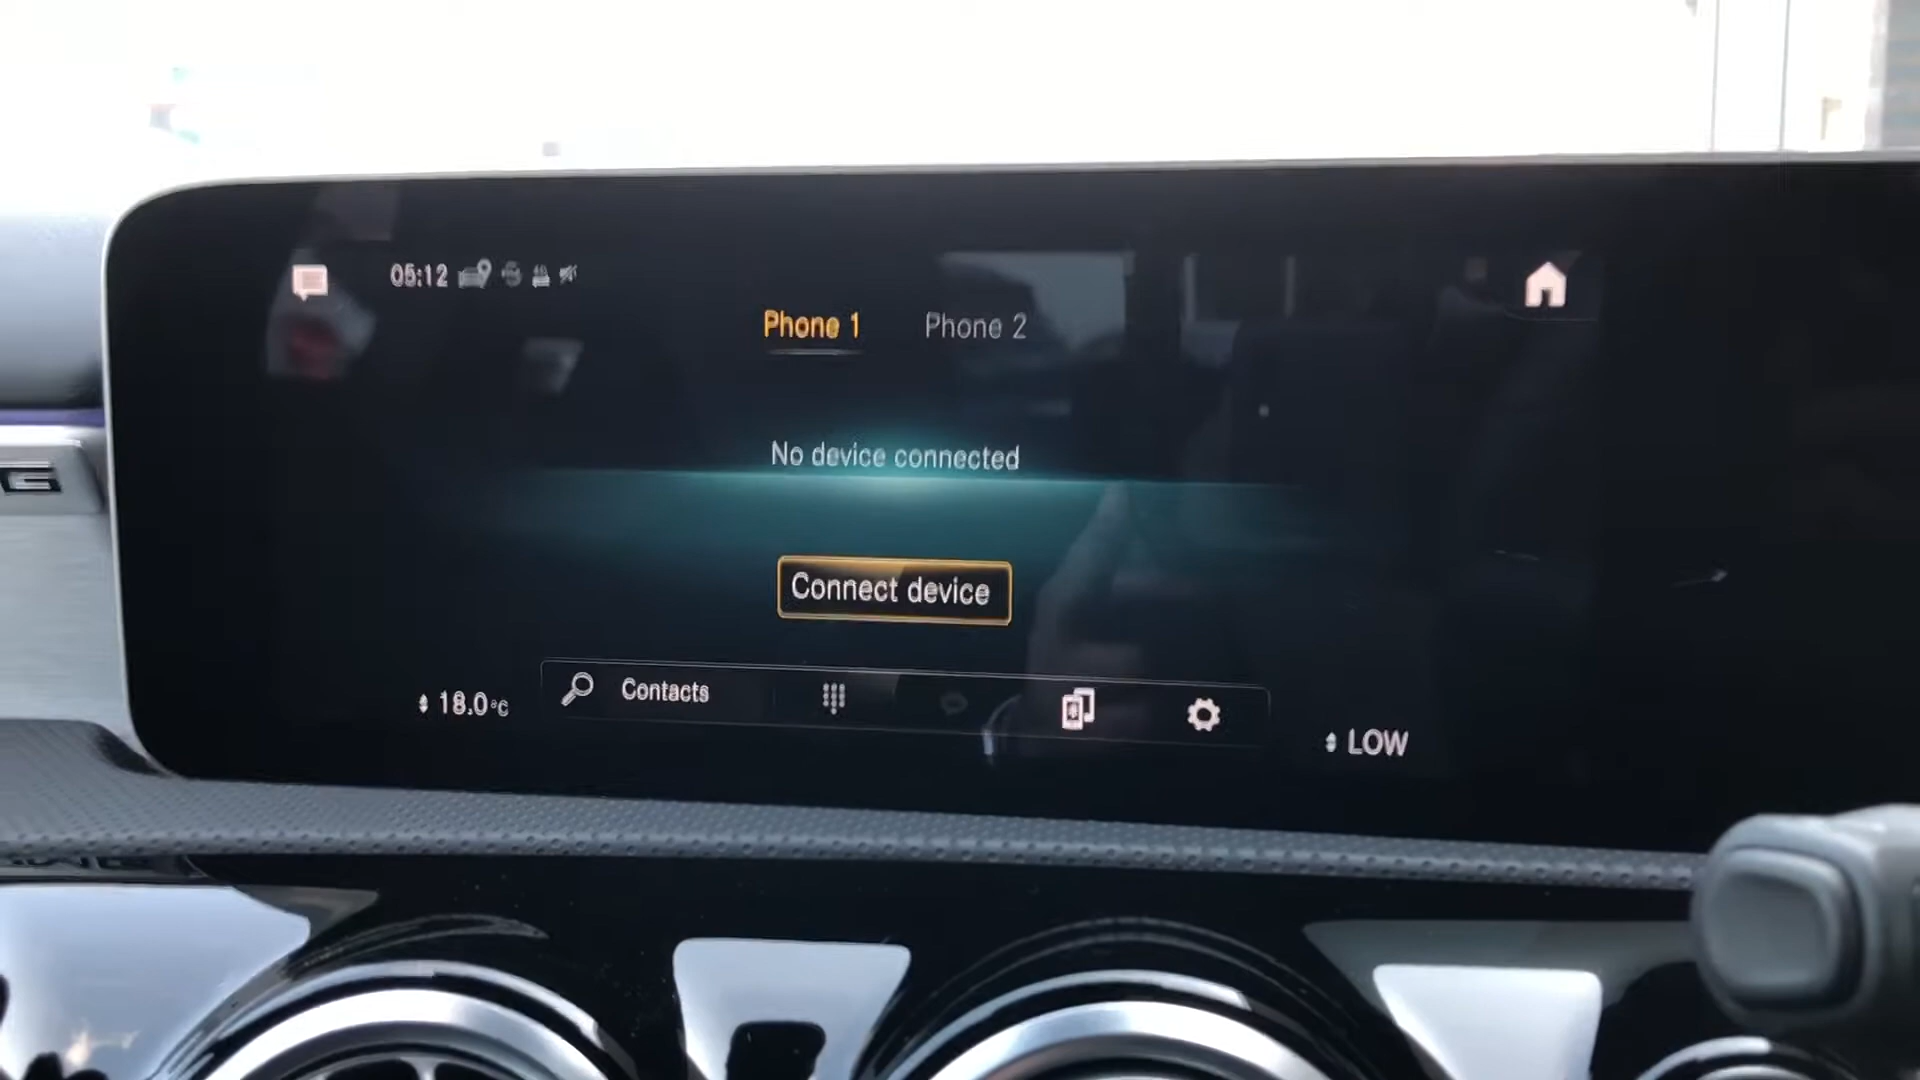 05:12
Phone 1 Phone 2
No device connected
Connect device
18.0°C Contacts LOW
G